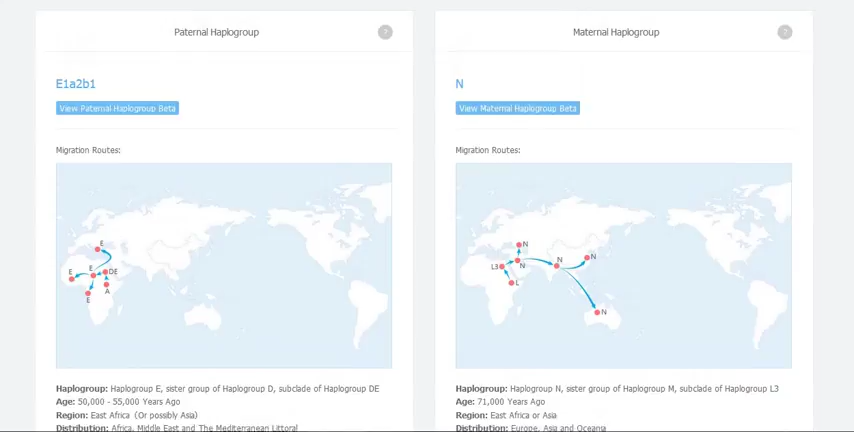 Paternal Haplogroup
?
E1a2b1
View Paternal Haplogroup Beta
Migration Routes:
E
E
E
DE
A
E
Haplogroup: Haplogroup E, sister group of Haplogroup D, subclade of Haplogroup DE
Age: 50,000 - 55,000 Years Ago
Region: East Africa (Or possibly Asia)
Distribution: Africa, Middle East and The Mediterranean Littoral
Maternal Haplogroup
?
N
View Maternal Haplogroup Beta
Migration Routes:
N
N
N
L3
N
L
N
Haplogroup: Haplogroup N, sister group of Haplogroup M, subclade of Haplogroup L3
Age: 71,000 Years Ago
Region: East Africa or Asia
Distribution: Europe, Asia and Oceania